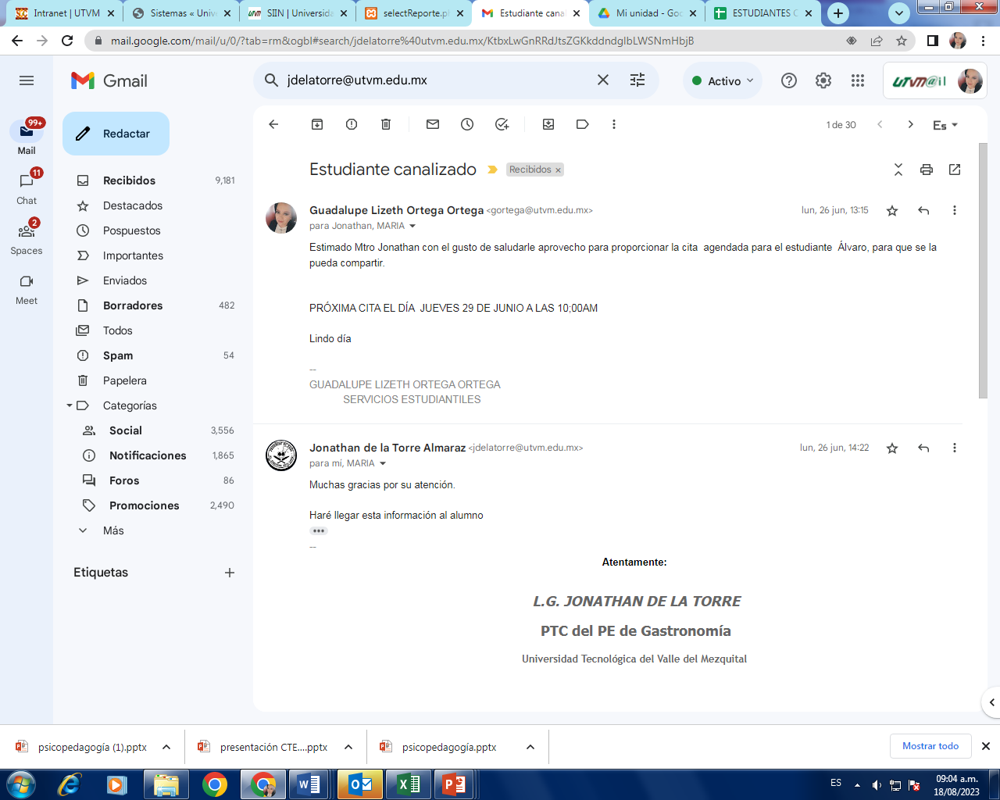 Intranet | UTVM
Sistemas « Unive
SIIN | Universida
selectReporte.p
Estudiante canal
Mi unidad - Goo
ESTUDIANTES C
mail.google.com/mail/u/0/?tab=rm&ogbl#search/jdelatorre%40utvm.edu.mx/KtbxLwGnRRdJtsZGKkddndglbLWSNmHbjB
Gmail
jdelatorre@utvm.edu.mx
Activo
UTVM@il
99+
Mail
11
Chat
2
Spaces
Meet
Redactar
Recibidos 9,181
Destacados
Pospuestos
Importantes
Enviados
Borradores 482
Todos
Spam 54
Papelera
Categorías
Social 3,556
Notificaciones 1,865
Foros 86
Promociones 2,490
Más
Etiquetas
1 de 30
Es
Estudiante canalizado
Recibidos ×
Guadalupe Lizeth Ortega Ortega <gortega@utvm.edu.mx>
lun, 26 jun, 13:15
para Jonathan, MARIA
Estimado Mtro Jonathan con el gusto de saludarle aprovecho para proporcionar la cita  agendada para el estudiante  Álvaro, para que se la
pueda compartir.
PRÓXIMA CITA EL DÍA  JUEVES 29 DE JUNIO A LAS 10;00AM
Lindo día
--
GUADALUPE LIZETH ORTEGA ORTEGA
SERVICIOS ESTUDIANTILES
Jonathan de la Torre Almaraz <jdelatorre@utvm.edu.mx>
lun, 26 jun, 14:22
para mí, MARIA
Muchas gracias por su atención.
Haré llegar esta información al alumno
--
Atentamente:
L.G. JONATHAN DE LA TORRE
PTC del PE de Gastronomía
Universidad Tecnológica del Valle del Mezquital
psicopedagogía (1).pptx
presentación CTE....pptx
psicopedagogía.pptx
Mostrar todo
ES
09:04 a.m.
18/08/2023